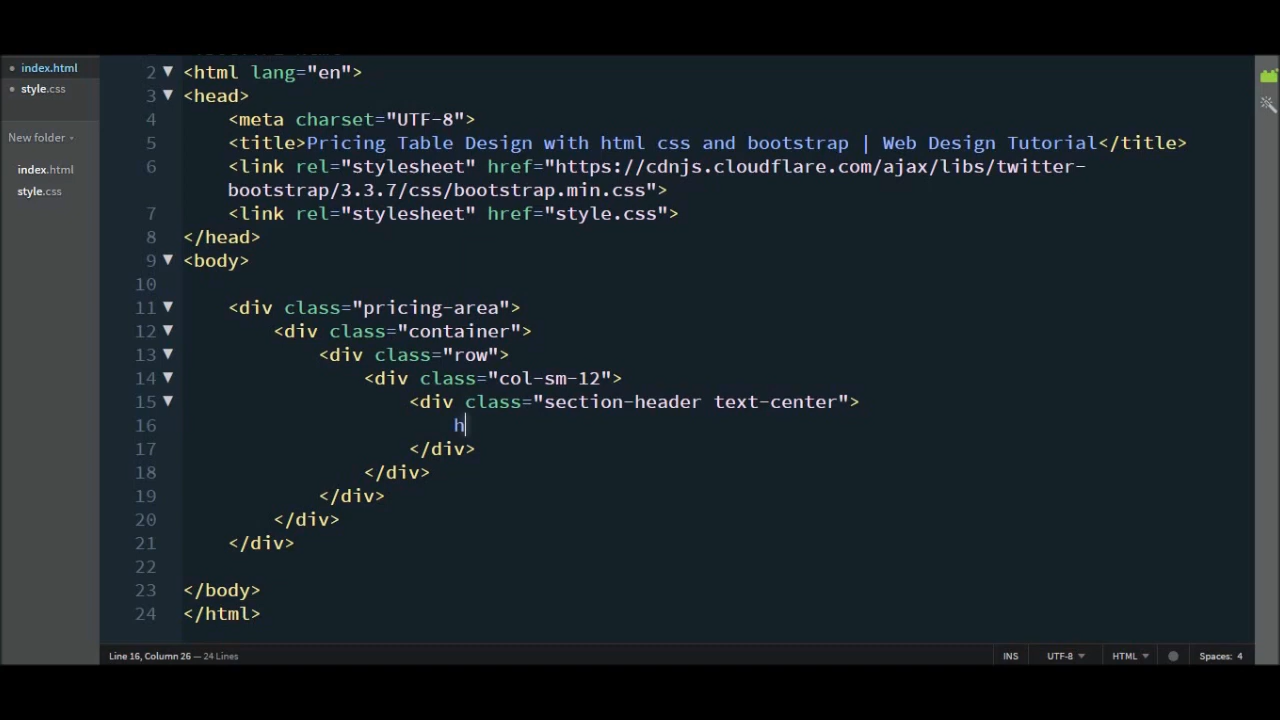 index.html
style.css
New folder
index.html
style.css
2 <html lang="en">
3 <head>
4 <meta charset="UTF-8">
5 <title>Pricing Table Design with html css and bootstrap | Web Design Tutorial</title>
6 <link rel="stylesheet" href="https://cdnjs.cloudflare.com/ajax/libs/twitter-
bootstrap/3.3.7/css/bootstrap.min.css">
7 <link rel="stylesheet" href="style.css">
8 </head>
9 <body>
10
11 <div class="pricing-area">
12 <div class="container">
13 <div class="row">
14 <div class="col-sm-12">
15 <div class="section-header text-center">
16 h
17 </div>
18 </div>
19 </div>
20 </div>
21 </div>
22
23 </body>
24 </html>
Line 16, Column 26 — 24 Lines INS UTF-8 HTML Spaces: 4